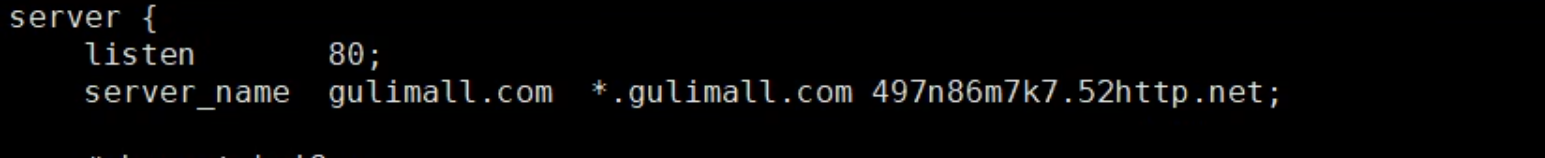 server {
    listen       80;
    server_name  gulimall.com  *.gulimall.com 497n86m7k7.52http.net;